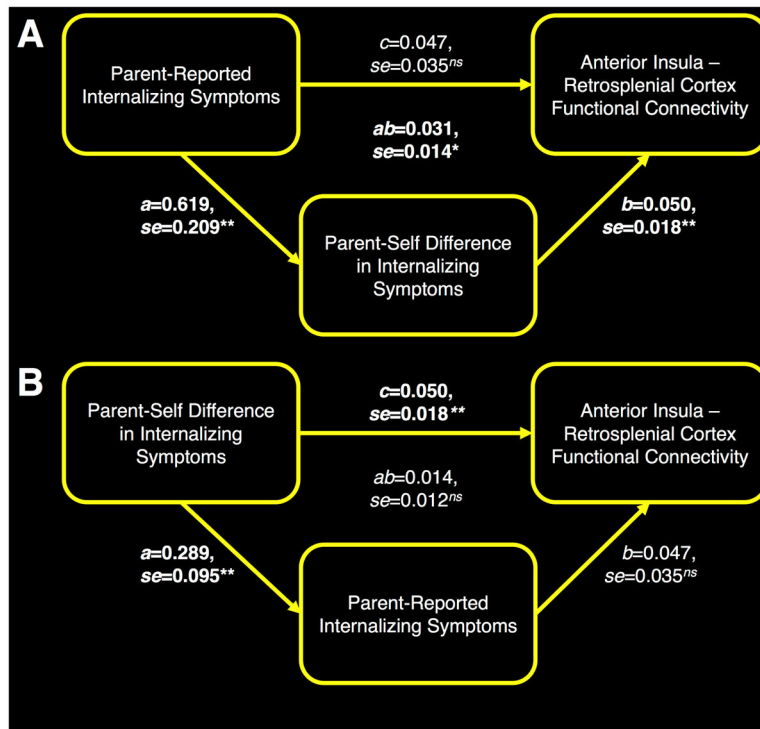 A
Parent-Reported
Internalizing Symptoms
c=0.047,
se=0.035ns
Anterior Insula –
Retrosplenial Cortex
Functional Connectivity
ab=0.031,
se=0.014*
a=0.619,
se=0.209**
b=0.050,
se=0.018**
Parent-Self Difference
in Internalizing
Symptoms
B
Parent-Self Difference
in Internalizing
Symptoms
c=0.050,
se=0.018**
Anterior Insula –
Retrosplenial Cortex
Functional Connectivity
ab=0.014,
se=0.012ns
a=0.289,
se=0.095**
b=0.047,
se=0.035ns
Parent-Reported
Internalizing Symptoms